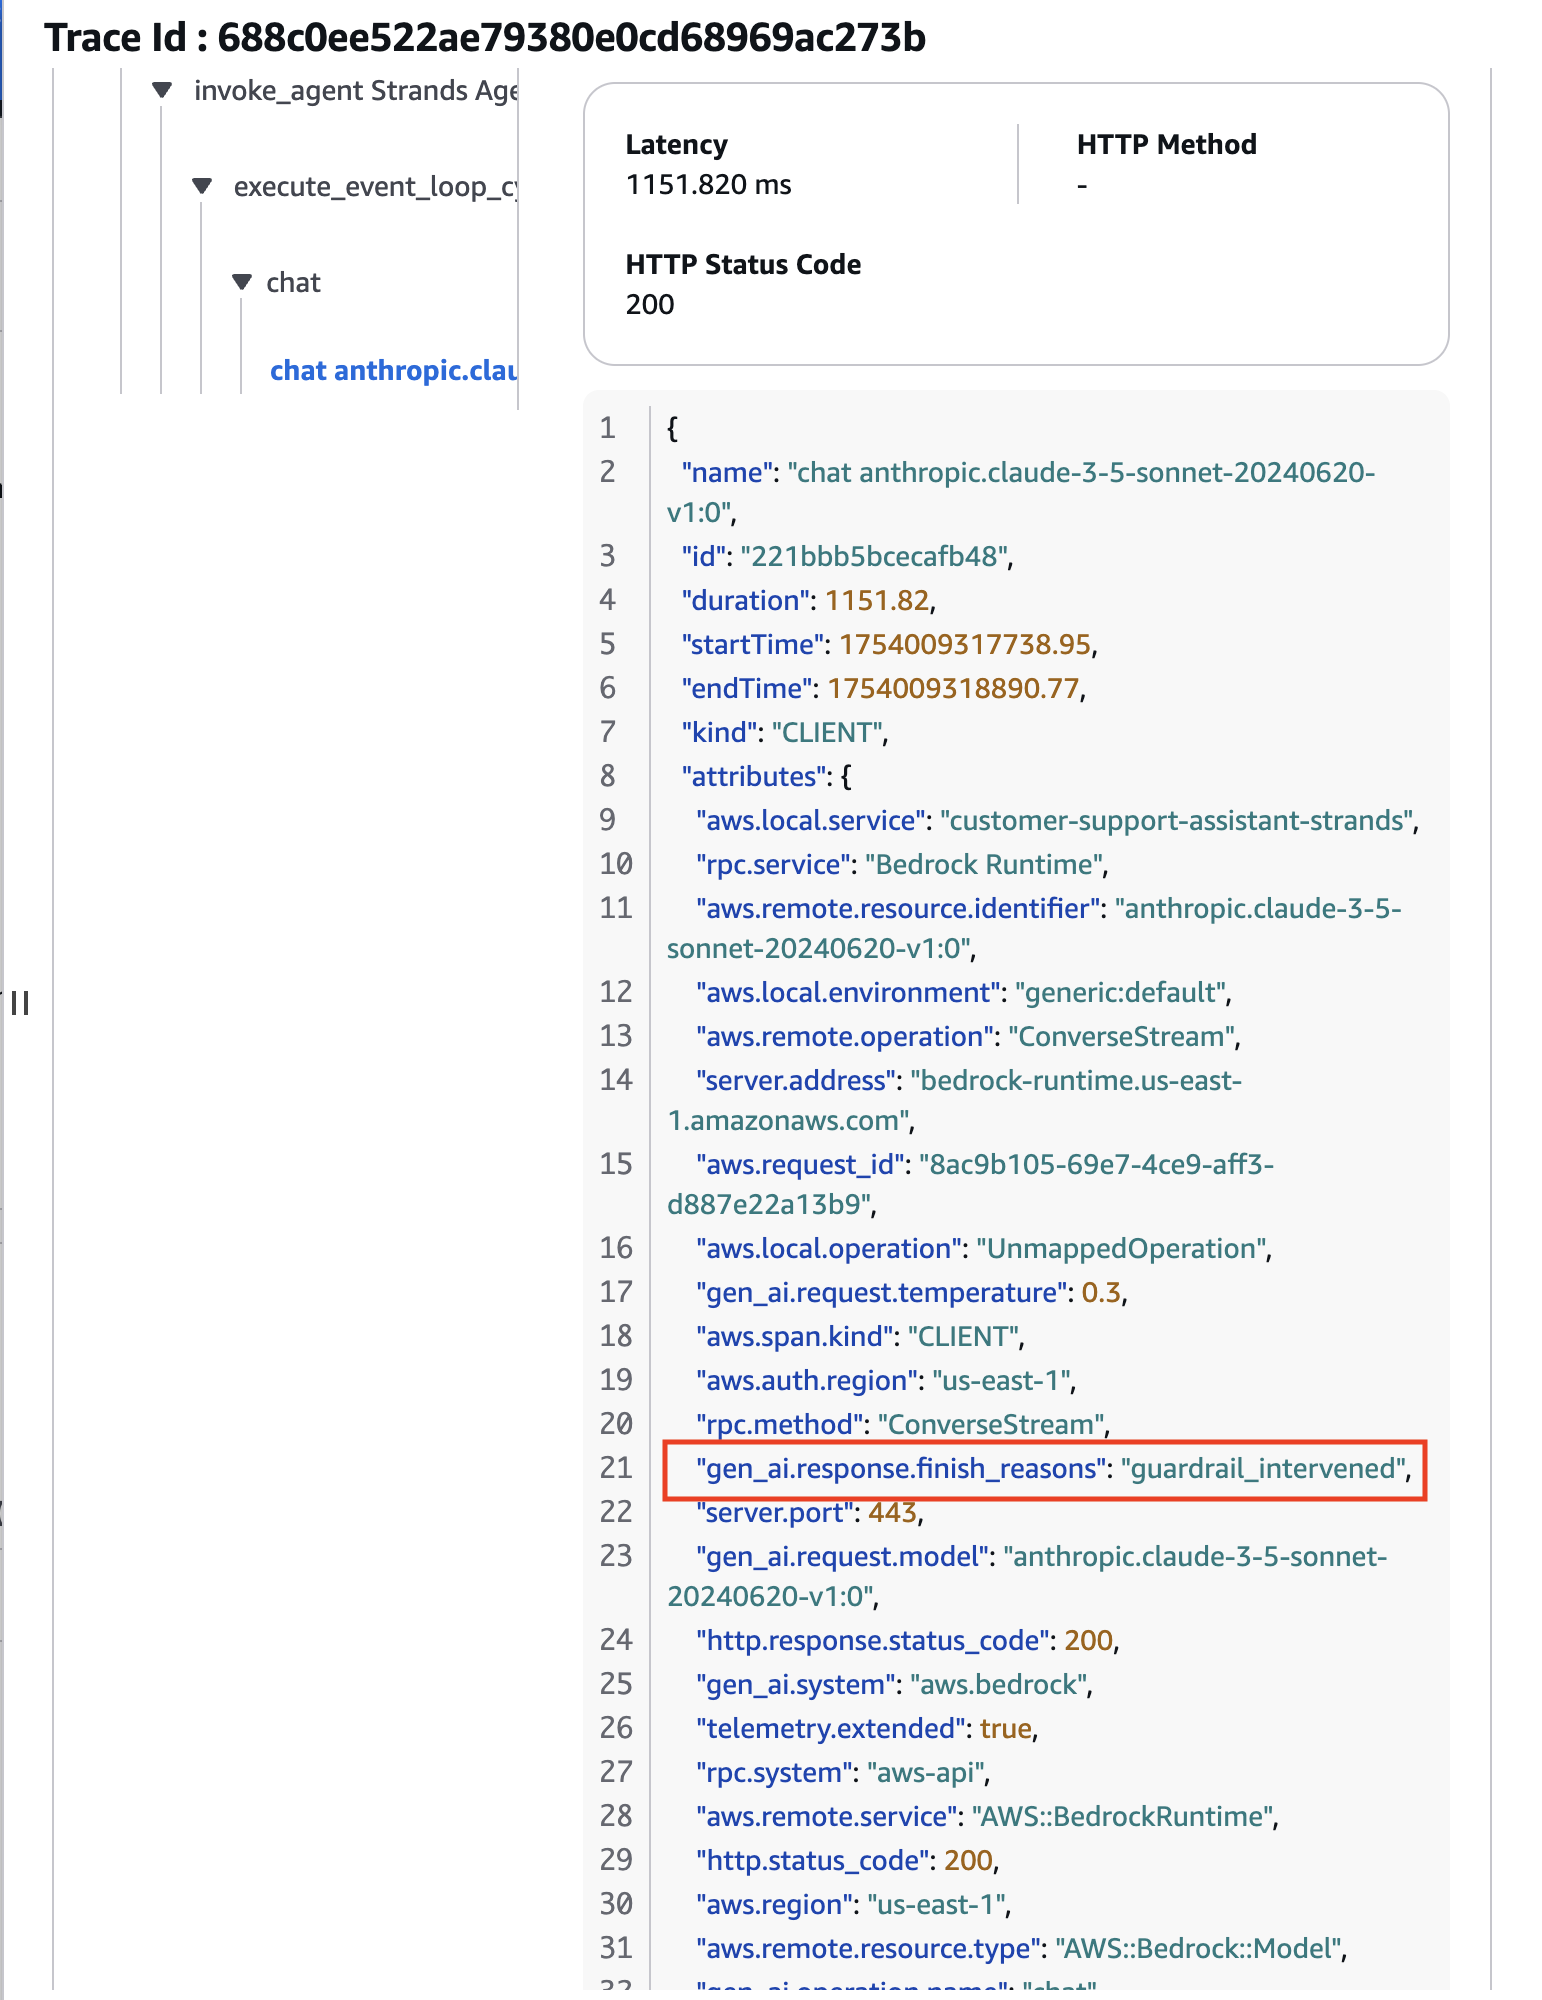 Trace Id : 688c0ee522ae79380e0cd68969ac273b
invoke_agent Strands Age
execute_event_loop_cy
chat
chat anthropic.clau
Latency
1151.820 ms
HTTP Method
-
HTTP Status Code
200
1 {
2 "name": "chat anthropic.claude-3-5-sonnet-20240620-
v1:0",
3 "id": "221bbb5bcecafb48",
4 "duration": 1151.82,
5 "startTime": 1754009317738.95,
6 "endTime": 1754009318890.77,
7 "kind": "CLIENT",
8 "attributes": {
9 "aws.local.service": "customer-support-assistant-strands",
10 "rpc.service": "Bedrock Runtime",
11 "aws.remote.resource.identifier": "anthropic.claude-3-5-
sonnet-20240620-v1:0",
12 "aws.local.environment": "generic:default",
13 "aws.remote.operation": "ConverseStream",
14 "server.address": "bedrock-runtime.us-east-
1.amazonaws.com",
15 "aws.request_id": "8ac9b105-69e7-4ce9-aff3-
d887e22a13b9",
16 "aws.local.operation": "UnmappedOperation",
17 "gen_ai.request.temperature": 0.3,
18 "aws.span.kind": "CLIENT",
19 "aws.auth.region": "us-east-1",
20 "rpc.method": "ConverseStream",
21 "gen_ai.response.finish_reasons": "guardrail_intervened",
22 "server.port": 443,
23 "gen_ai.request.model": "anthropic.claude-3-5-sonnet-
20240620-v1:0",
24 "http.response.status_code": 200,
25 "gen_ai.system": "aws.bedrock",
26 "telemetry.extended": true,
27 "rpc.system": "aws-api",
28 "aws.remote.service": "AWS::BedrockRuntime",
29 "http.status_code": 200,
30 "aws.region": "us-east-1",
31 "aws.remote.resource.type": "AWS::Bedrock::Model",
32 "gen_ai.operation.name": "chat"